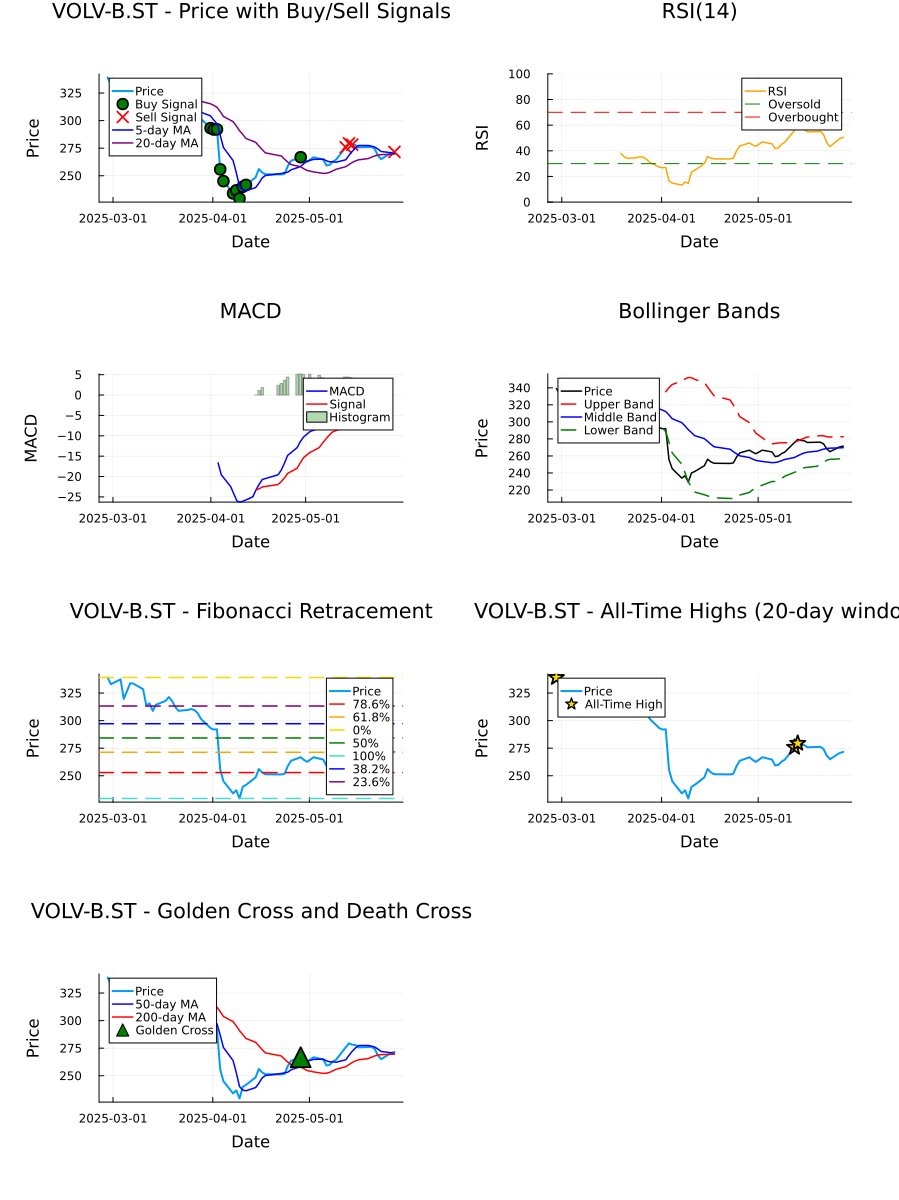 VOLV-B.ST - Price with Buy/Sell Signals
Price
325
300
275
250
Price
Buy Signal
Sell Signal
5-day MA
20-day MA
2025-03-01
2025-04-01
2025-05-01
Date
RSI(14)
RSI
100
80
60
40
20
0
RSI
Oversold
Overbought
2025-03-01
2025-04-01
2025-05-01
Date
MACD
MACD
5
0
−5
−10
−15
−20
−25
MACD
Signal
Histogram
2025-03-01
2025-04-01
2025-05-01
Date
Bollinger Bands
Price
340
320
300
280
260
240
220
Price
Upper Band
Middle Band
Lower Band
2025-03-01
2025-04-01
2025-05-01
Date
VOLV-B.ST - Fibonacci Retracement
Price
325
300
275
250
Price
78.6%
61.8%
0%
50%
100%
38.2%
23.6%
2025-03-01
2025-04-01
2025-05-01
Date
VOLV-B.ST - All-Time Highs (20-day windo
Price
325
300
275
250
Price
All-Time High
2025-03-01
2025-04-01
2025-05-01
Date
VOLV-B.ST - Golden Cross and Death Cross
Price
325
300
275
250
Price
50-day MA
200-day MA
Golden Cross
2025-03-01
2025-04-01
2025-05-01
Date